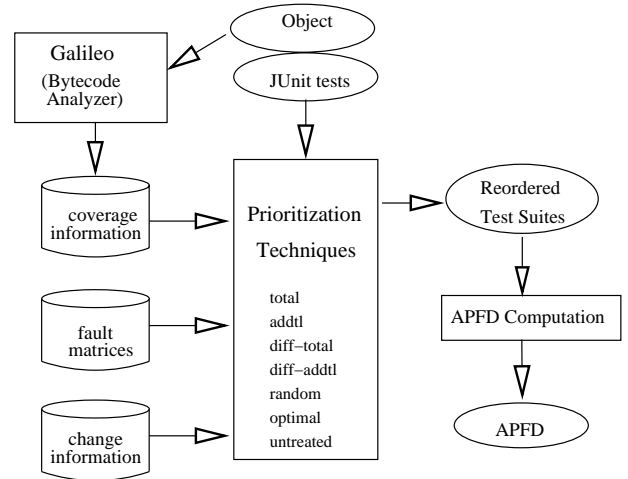 Object
Galileo
(Bytecode
Analyzer)
JUnit tests
coverage
information
fault
matrices
change
information
Prioritization
Techniques
total
addtl
diff−total
diff−addtl
random
optimal
untreated
Reordered
Test Suites
APFD Computation
APFD